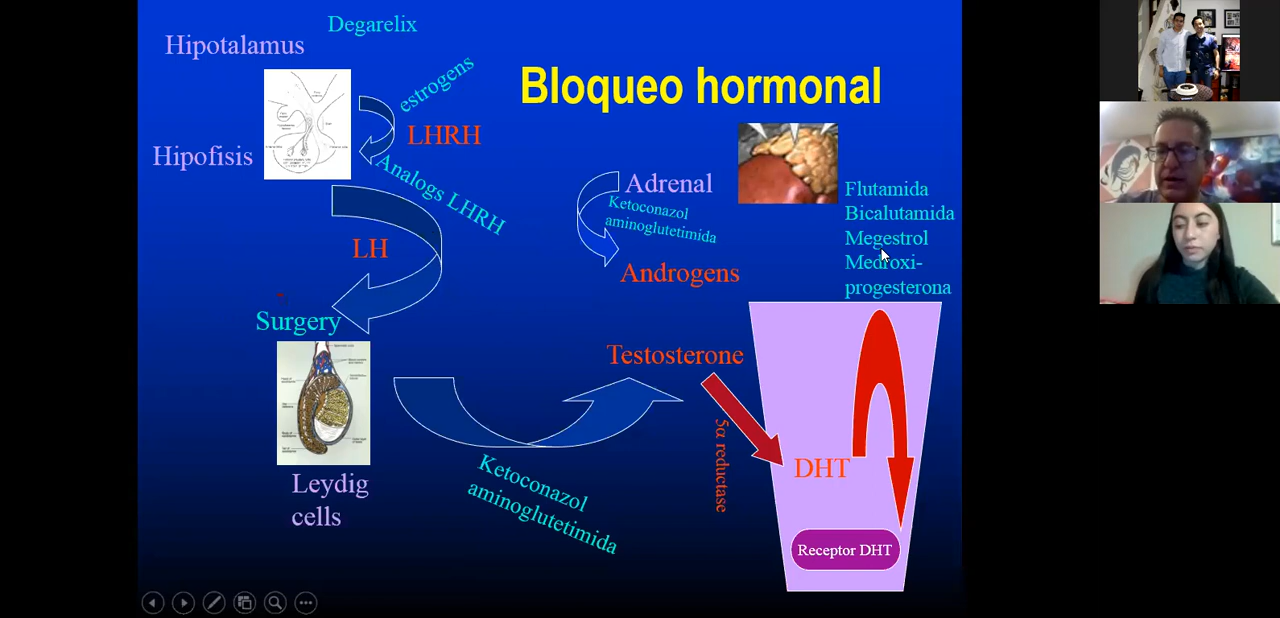 Degarelix
Hipotalamus
estrogens
Bloqueo hormonal
LHRH
Hipofisis
Analogs LHRH
Adrenal
Ketoconazol
aminoglutetimida
Flutamida
Bicalutamida
Megestrol
Medroxi-
progesterona
LH
Androgens
Surgery
Testosterone
5α reductase
DHT
Leydig
cells
Ketoconazol
aminoglutetimida
Receptor DHT